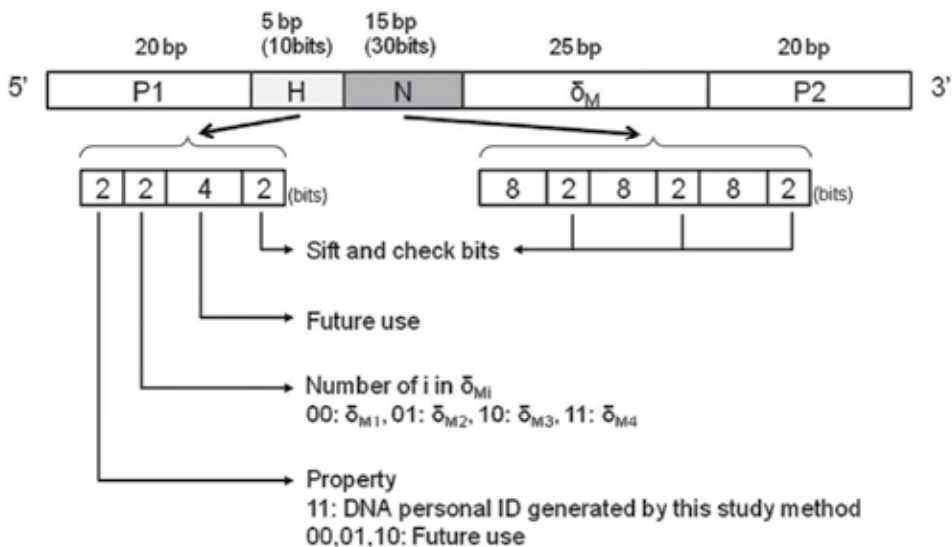 5 bp 15 bp
20 bp (10bits) (30bits) 25 bp 20 bp
5' P1 H N δM P2 3'
2 2 4 2 (bits) 8 2 8 2 8 2 (bits)
Sift and check bits
Future use
Number of i in δMi
00: δM1, 01: δM2, 10: δM3, 11: δM4
Property
11: DNA personal ID generated by this study method
00,01,10: Future use